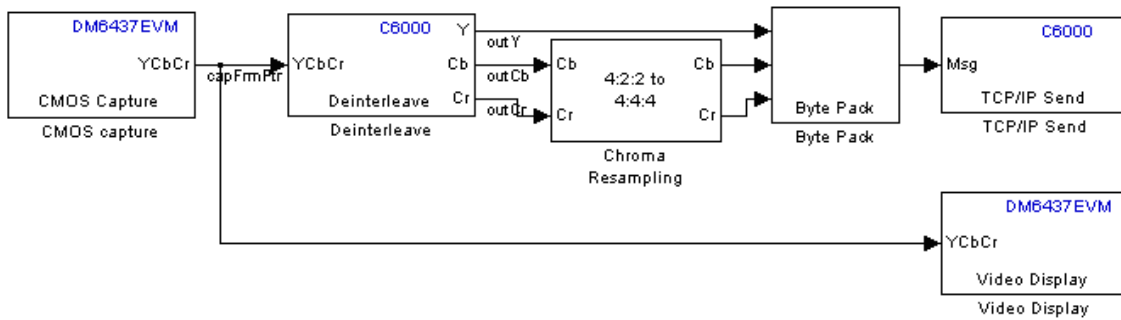 DM6437EVM
YCbCr
CMOS Capture
CMOS capture
capFrmPtr
C6000
YCbCr
Y
Cb
Cr
Deinterleave
Deinterleave
outY
outCb
outCr
Cb
Cr
4:2:2 to
4:4:4
Cb
Cr
Chroma
Resampling
Byte Pack
Byte Pack
C6000
Msg
TCP/IP Send
TCP/IP Send
DM6437EVM
YCbCr
Video Display
Video Display